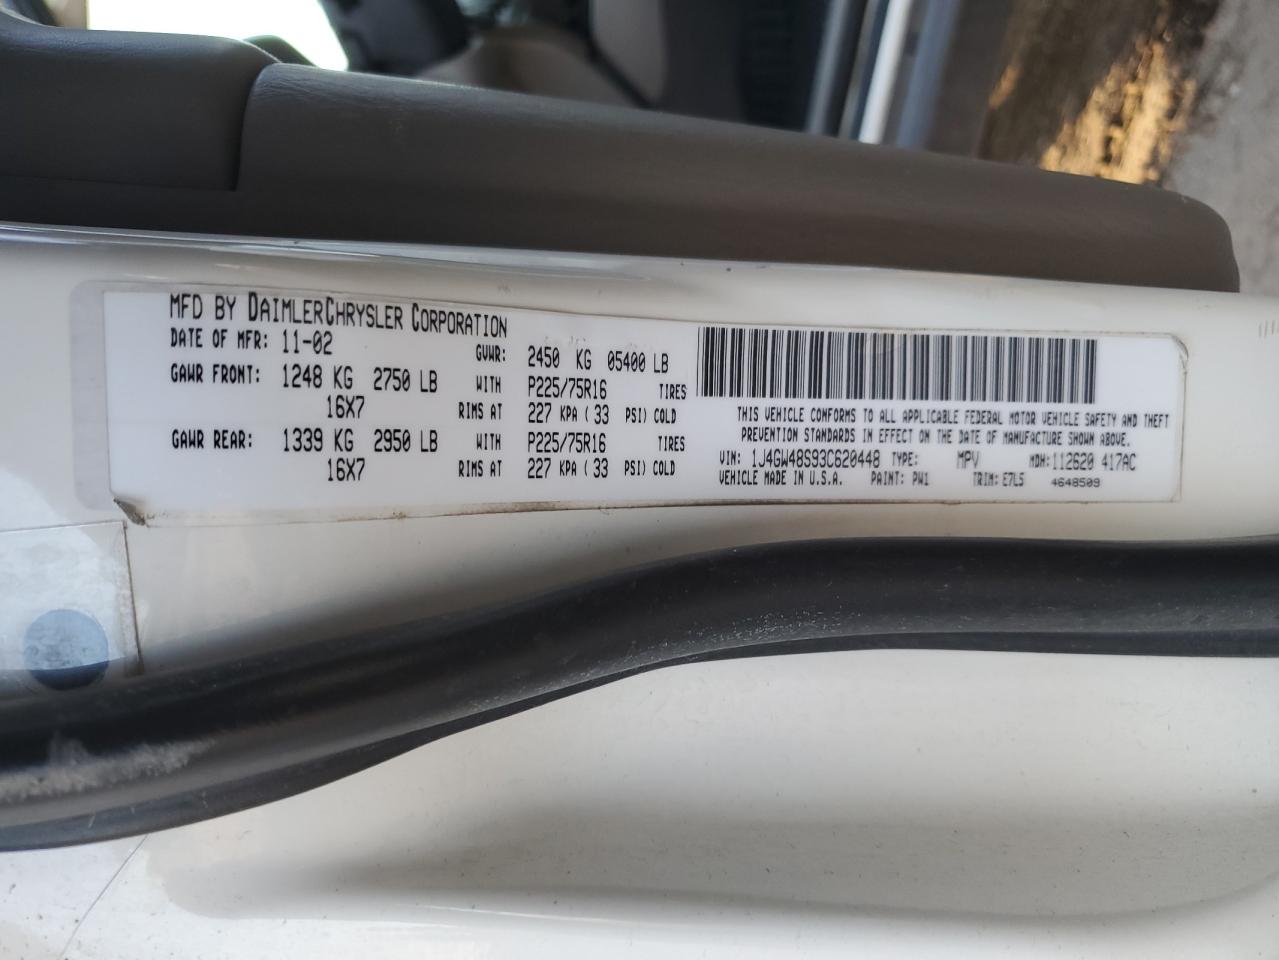 MFD BY DAIMLERCHRYSLER CORPORATION
DATE OF MFR: 11-02 GVWR: 2450 KG 05400 LB
GAWR FRONT: 1248 KG 2750 LB WITH P225/75R16 TIRES
16X7 RIMS AT 227 KPA ( 33 PSI) COLD
GAWR REAR: 1339 KG 2950 LB WITH P225/75R16 TIRES
16X7 RIMS AT 227 KPA ( 33 PSI) COLD
THIS VEHICLE CONFORMS TO ALL APPLICABLE FEDERAL MOTOR VEHICLE SAFETY AND THEFT
PREVENTION STANDARDS IN EFFECT ON THE DATE OF MANUFACTURE SHOWN ABOVE.
VIN: 1J4GW48S93C620448 TYPE: MPV MDH: 112620 417AC
VEHICLE MADE IN U.S.A. PAINT: PW1 TRIM: E7L5 4648509